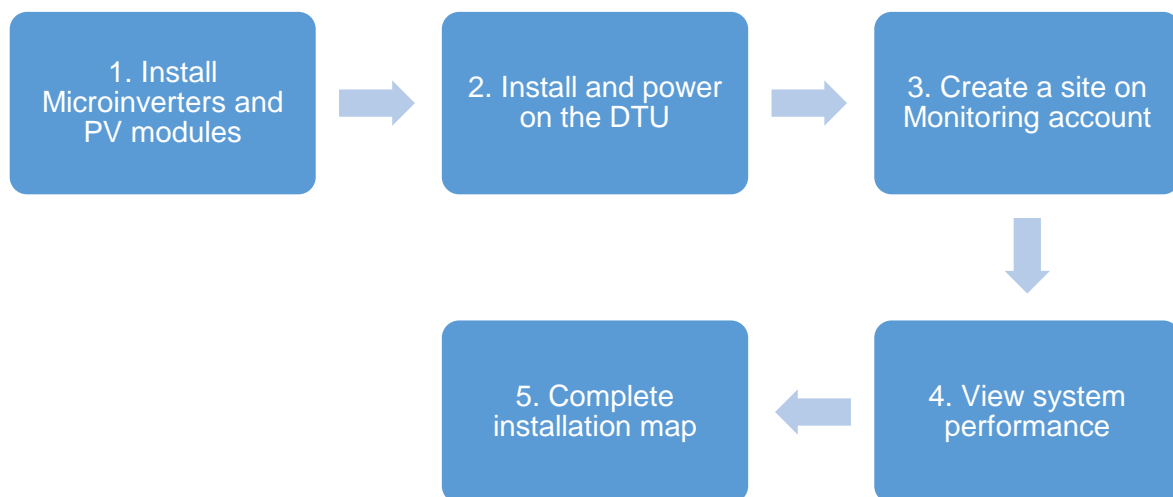 1. Install
Microinverters and
PV modules
2. Install and power
on the DTU
3. Create a site on
Monitoring account
4. View system
performance
5. Complete
installation map